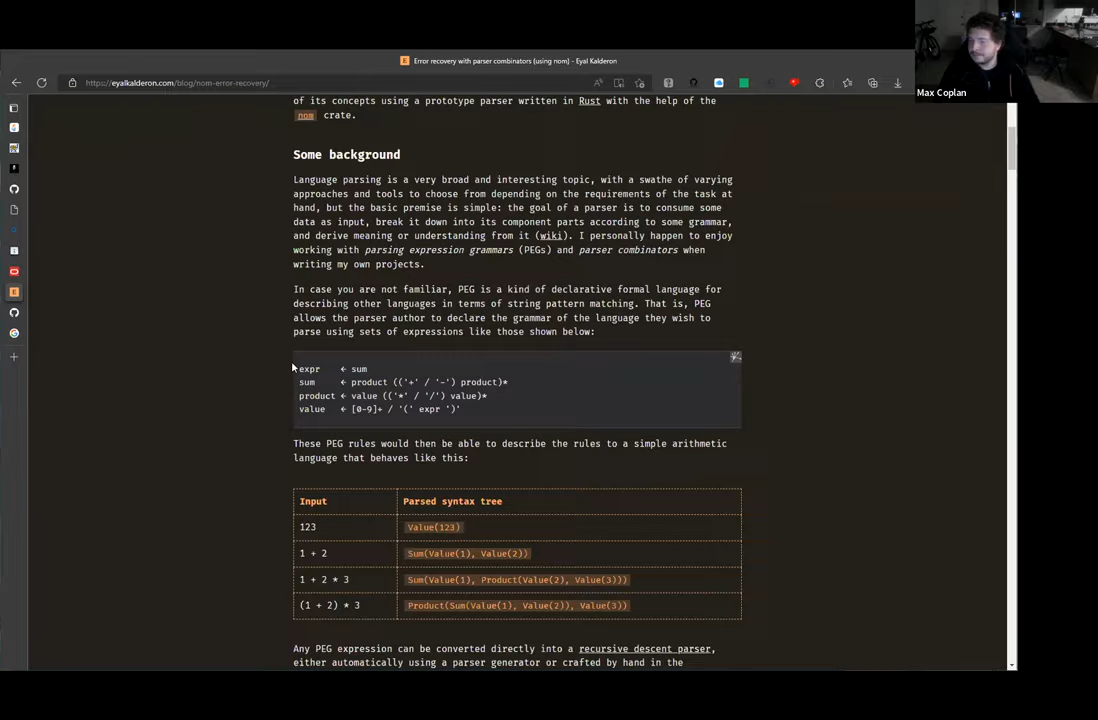 Error recovery with parser combinators (using nom) - Eyal Kalderon
https://eyalkalderon.com/blog/nom-error-recovery/
Max Coplan
of its concepts using a prototype parser written in Rust with the help of the
nom crate.
Some background
Language parsing is a very broad and interesting topic, with a swathe of varying
approaches and tools to choose from depending on the requirements of the task at
hand, but the basic premise is simple: the goal of a parser is to consume some
data as input, break it down into its component parts according to some grammar,
and derive meaning or understanding from it (wiki). I personally happen to enjoy
working with parsing expression grammars (PEGs) and parser combinators when
writing my own projects.
In case you are not familiar, PEG is a kind of declarative formal language for
describing other languages in terms of string pattern matching. That is, PEG
allows the parser author to declare the grammar of the language they wish to
parse using sets of expressions like those shown below:
expr ← sum
sum ← product (('+' / '-') product)*
product ← value (('*' / '/') value)*
value ← [0-9]+ / '(' expr ')'
These PEG rules would then be able to describe the rules to a simple arithmetic
language that behaves like this:
Input Parsed syntax tree
123 Value(123)
1 + 2 Sum(Value(1), Value(2))
1 + 2 * 3 Sum(Value(1), Product(Value(2), Value(3)))
(1 + 2) * 3 Product(Sum(Value(1), Value(2)), Value(3))
Any PEG expression can be converted directly into a recursive descent parser,
either automatically using a parser generator or crafted by hand in the